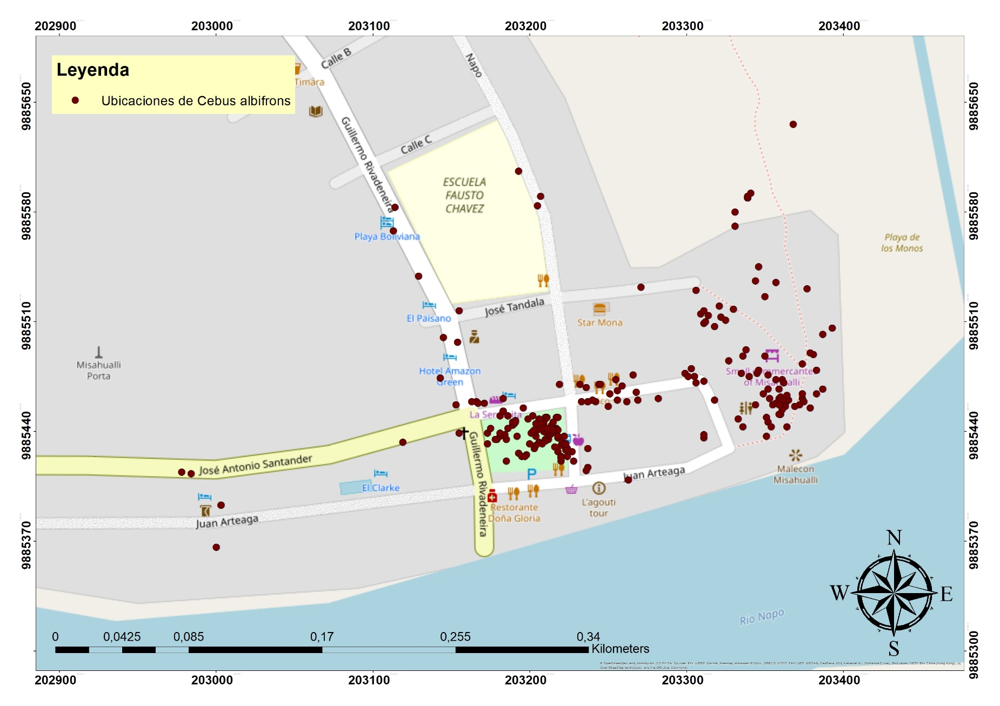 202900 203000 203100 203200 203300 203400
Leyenda
Ubicaciones de Cebus albifrons
Calle B
Napo
Timara
9885650
9885650
Guillermo Rivadeneira
Calle C
ESCUELA
FAUSTO
CHAVEZ
9885580
9885580
Playa Boliviana
Playa de
los Monos
José Tandala
El Paisano
Star Mona
9885510
9885510
Misahualli
Porta
Hotel Amazon
Green
La Ser
ita
9885440
9885440
Guillermo Rivadeneira
José Antonio Santander
P
Juan Arteaga
Malecon
Misahualli
El Clarke
L'agouti
tour
Restorante
Doña Gloria
Juan Arteaga
9885370
9885370
N
W
E
S
Río Napo
0 0,0425 0,085 0,17 0,255 0,34
Kilometers
9885300
202900 203000 203100 203200 203300 203400